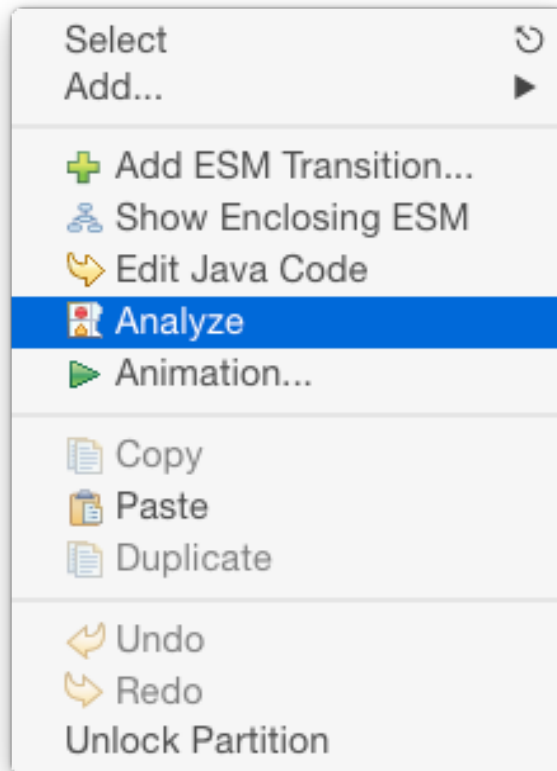 Select
Add...
Add ESM Transition...
Show Enclosing ESM
Edit Java Code
Analyze
Animation...
Copy
Paste
Duplicate
Undo
Redo
Unlock Partition